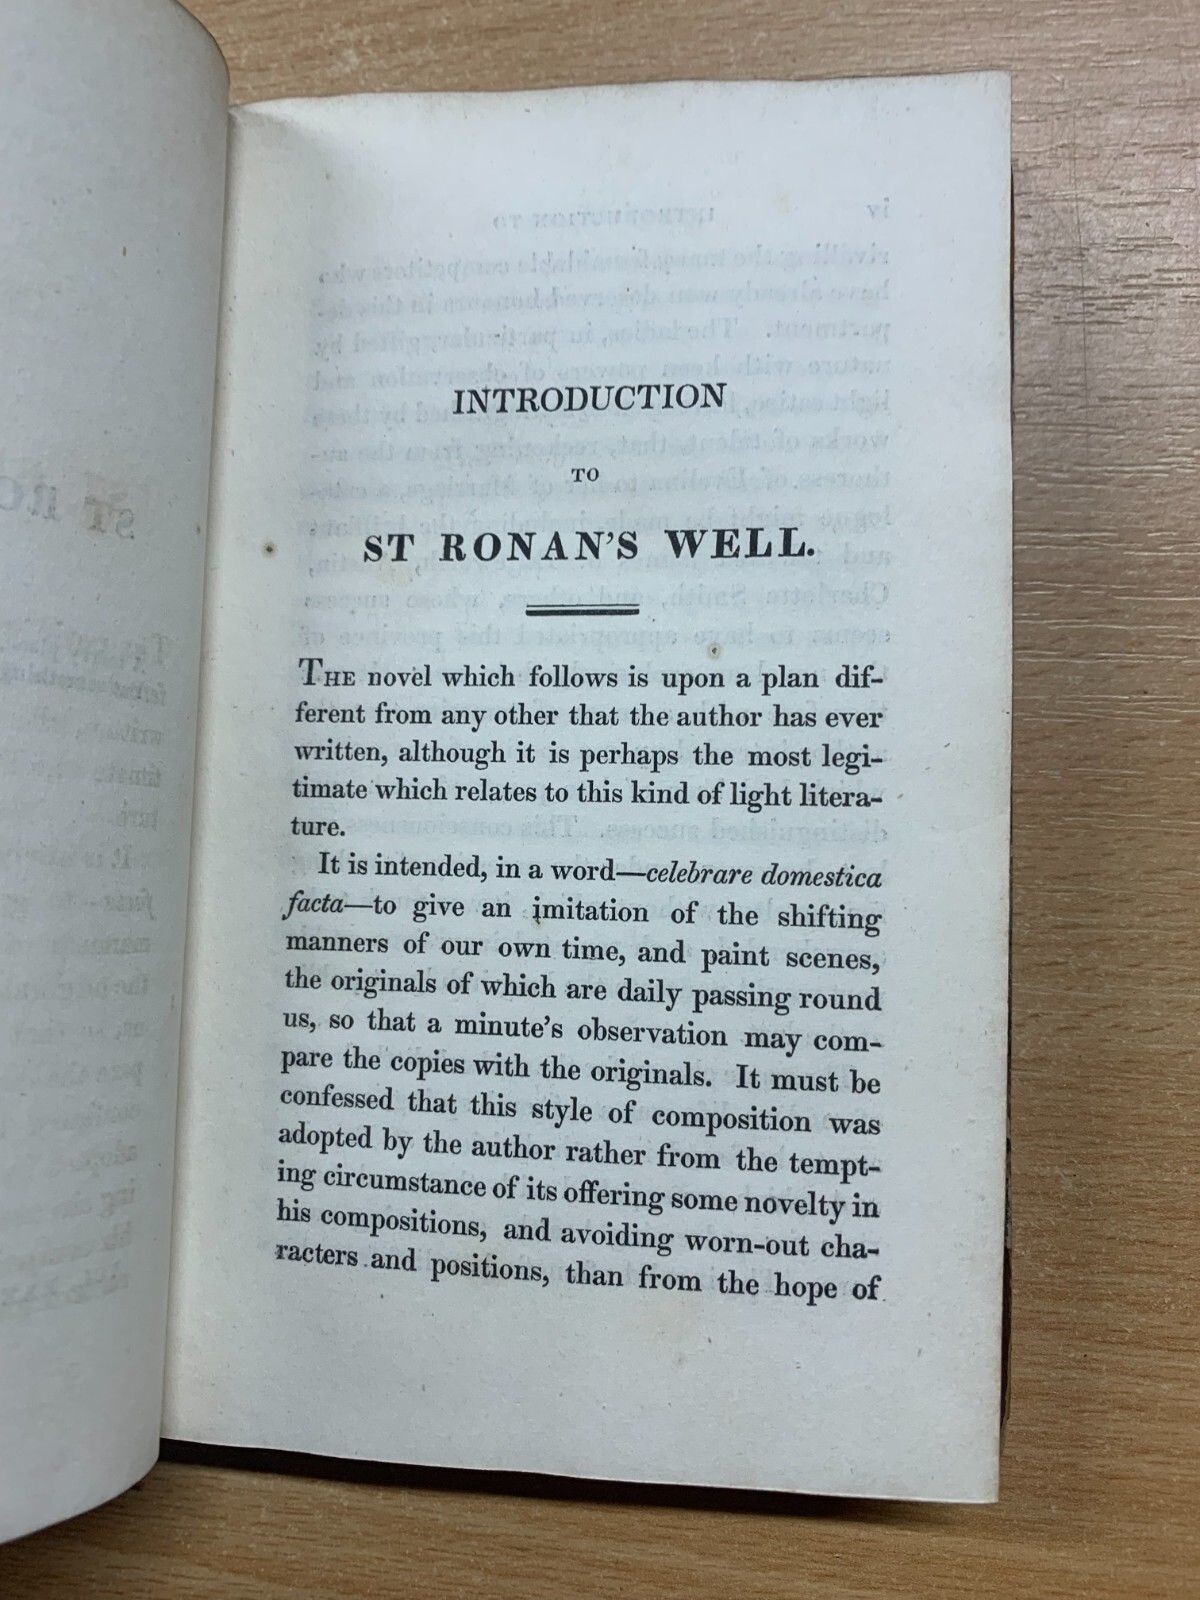 INTRODUCTION
TO
ST RONAN'S WELL.
THE novel which follows is upon a plan dif-
ferent from any other that the author has ever
written, although it is perhaps the most legi-
timate which relates to this kind of light litera-
ture.
It is intended, in a word—celebrare domestica
facta—to give an imitation of the shifting
manners of our own time, and paint scenes,
the originals of which are daily passing round
us, so that a minute's observation may com-
pare the copies with the originals. It must be
confessed that this style of composition was
adopted by the author rather from the tempt-
ing circumstance of its offering some novelty in
his compositions, and avoiding worn-out cha-
racters and positions, than from the hope of